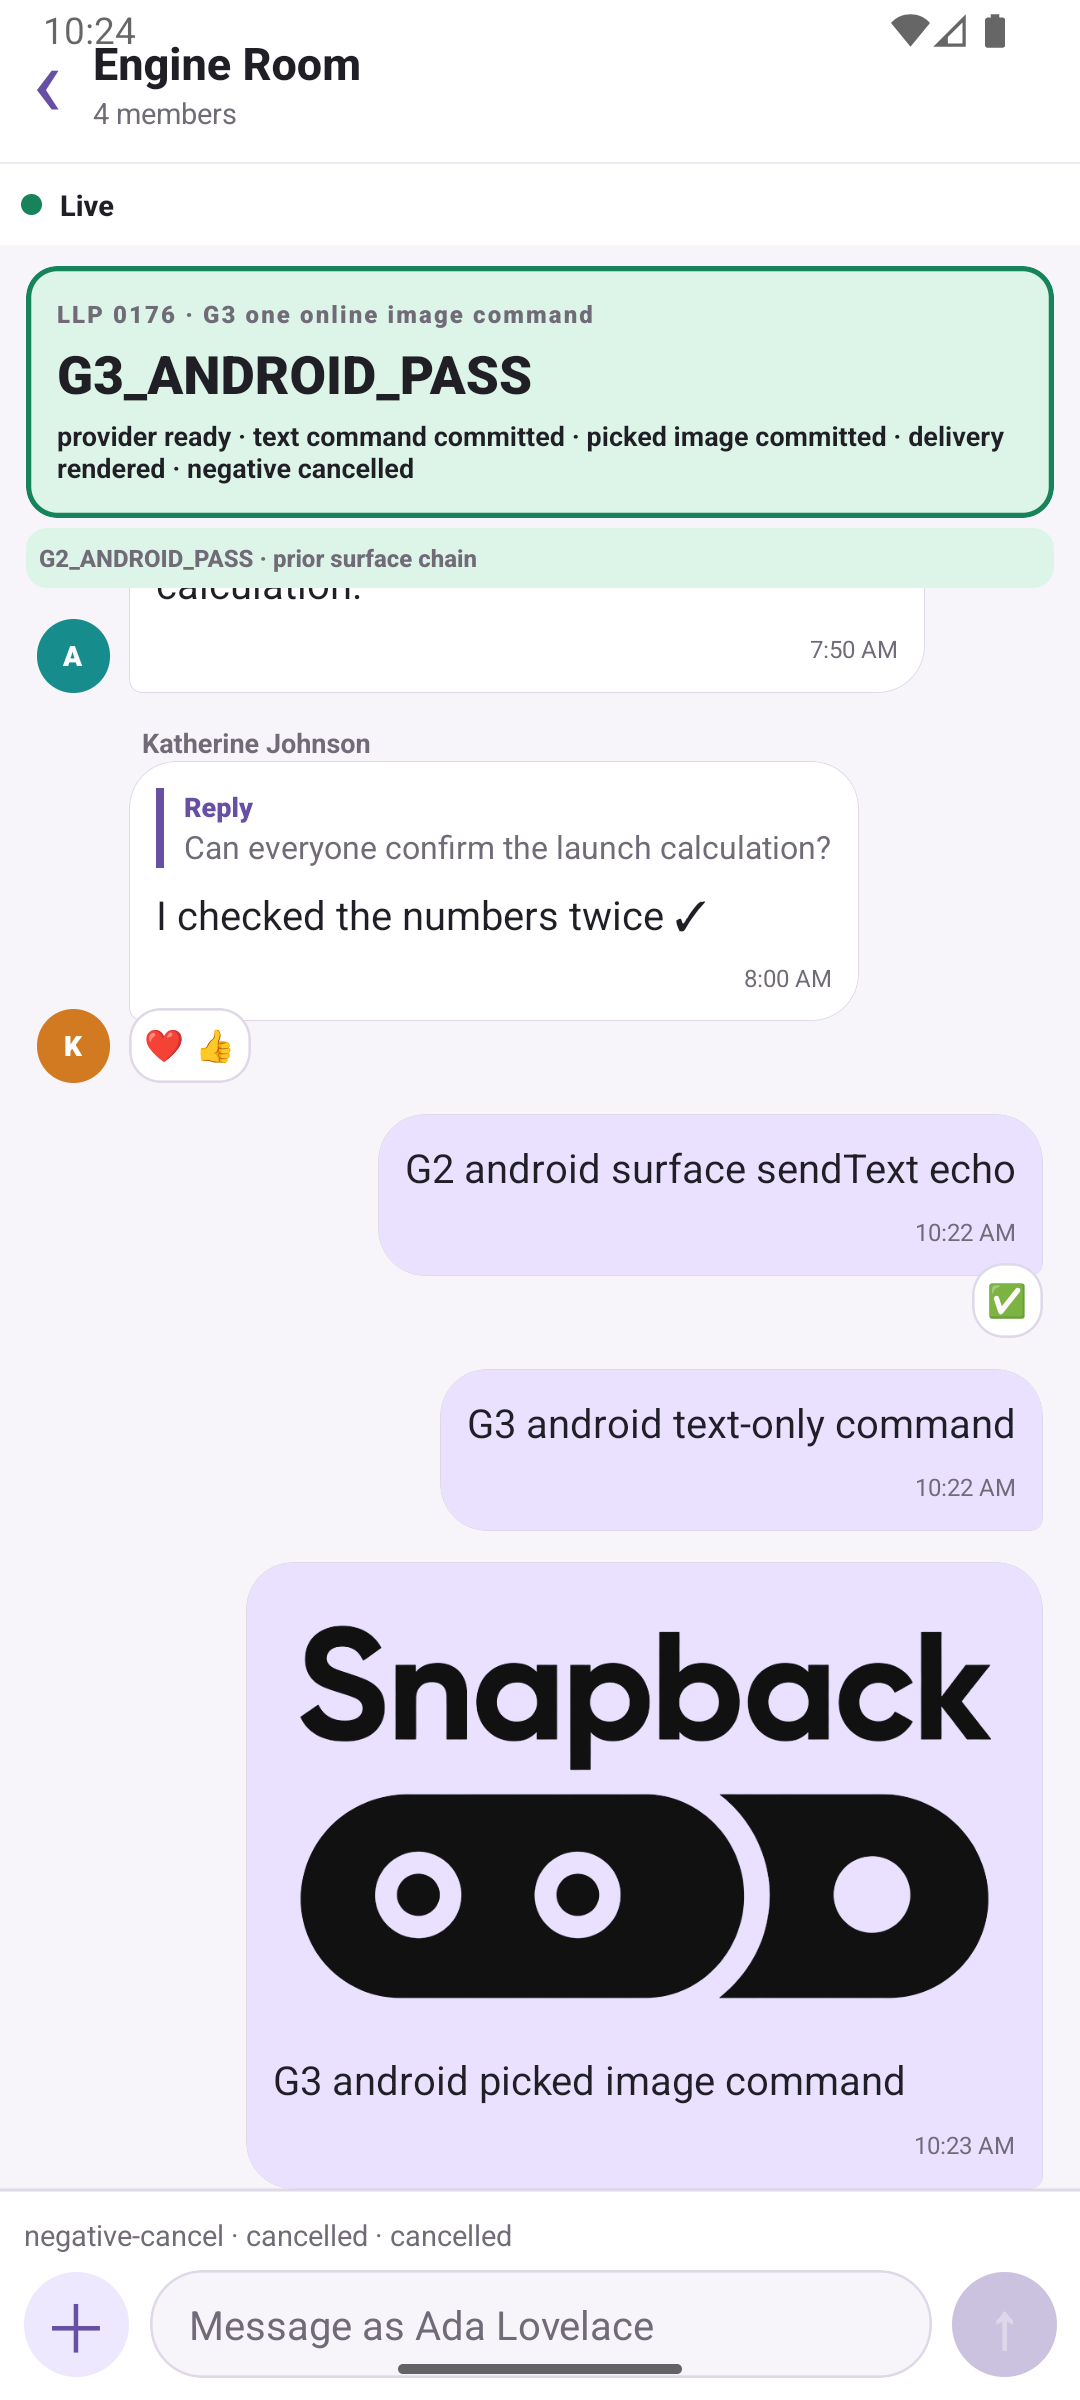 10:24
Engine Room
4 members
Live
LLP 0176 · G3 one online image command
G3_ANDROID_PASS
provider ready · text command committed · picked image committed · delivery
rendered · negative cancelled
G2_ANDROID_PASS · prior surface chain
calculation.
7:50 AM
A
Katherine Johnson
Reply
Can everyone confirm the launch calculation?
I checked the numbers twice ✓
8:00 AM
K
❤️ 👍
G2 android surface sendText echo
10:22 AM
✅
G3 android text-only command
10:22 AM
Snapback
G3 android picked image command
10:23 AM
negative-cancel · cancelled · cancelled
Message as Ada Lovelace